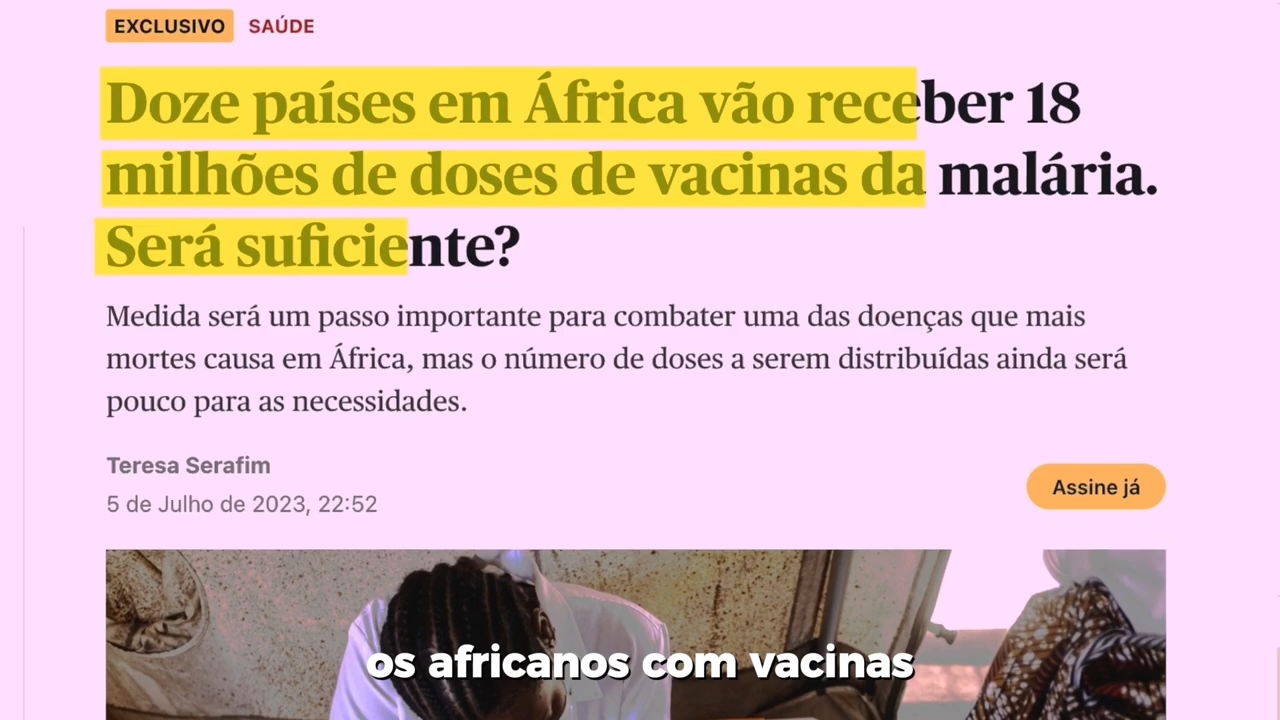 EXCLUSIVO SAÚDE
Doze países em África vão receber 18
milhões de doses de vacinas da malária.
Será suficiente?
Medida será um passo importante para combater uma das doenças que mais
mortes causa em África, mas o número de doses a serem distribuídas ainda será
pouco para as necessidades.
Teresa Serafim
5 de Julho de 2023, 22:52
Assine já
os africanos com vacinas